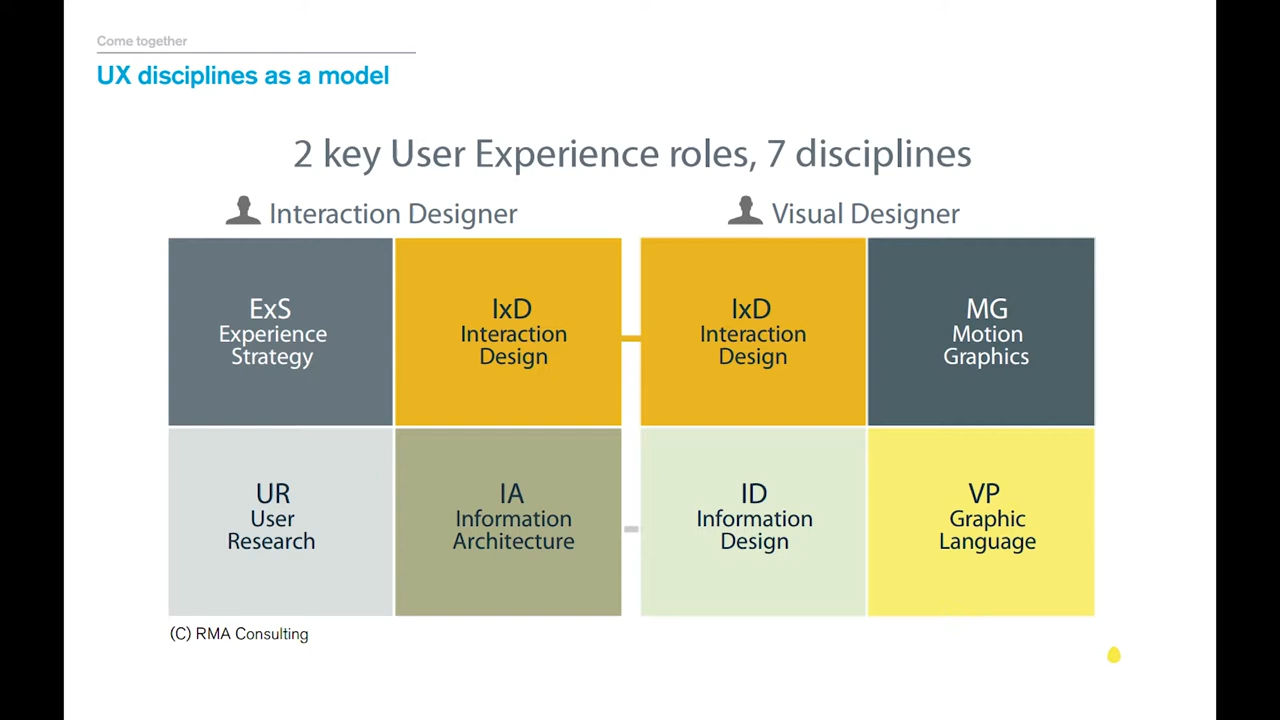 Come together
UX disciplines as a model
2 key User Experience roles, 7 disciplines
Interaction Designer
Visual Designer
ExS
Experience
Strategy
IxD
Interaction
Design
IxD
Interaction
Design
MG
Motion
Graphics
UR
User
Research
IA
Information
Architecture
ID
Information
Design
VP
Graphic
Language
(C) RMA Consulting